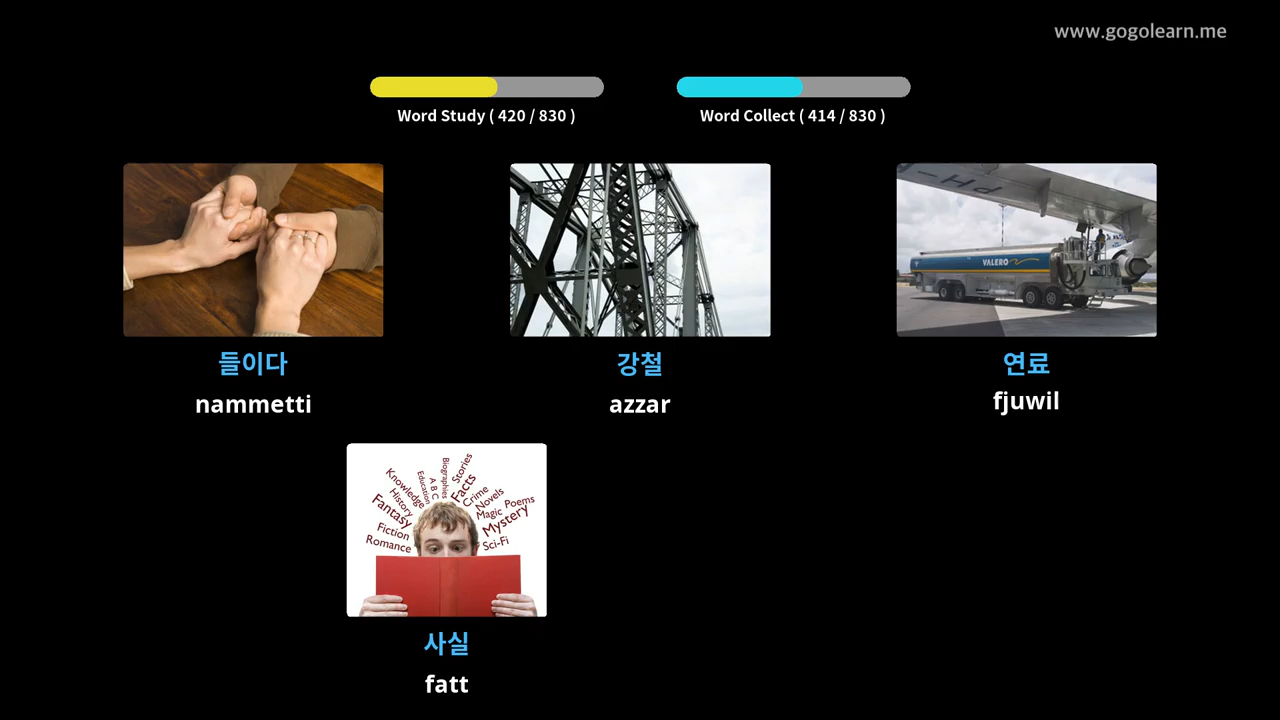 www.gogolearn.me
Word Study ( 420 / 830 )
Word Collect ( 414 / 830 )
PH-I
VALERO
들이다
강철
연료
nammetti
azzar
fjuwil
Stories
Biographies
Facts
A B C
Education
Crime
Knowledge
Novels
History
Poems
Magic
Fantasy
Mystery
Fiction
Romance
Sci-Fi
사실
fatt